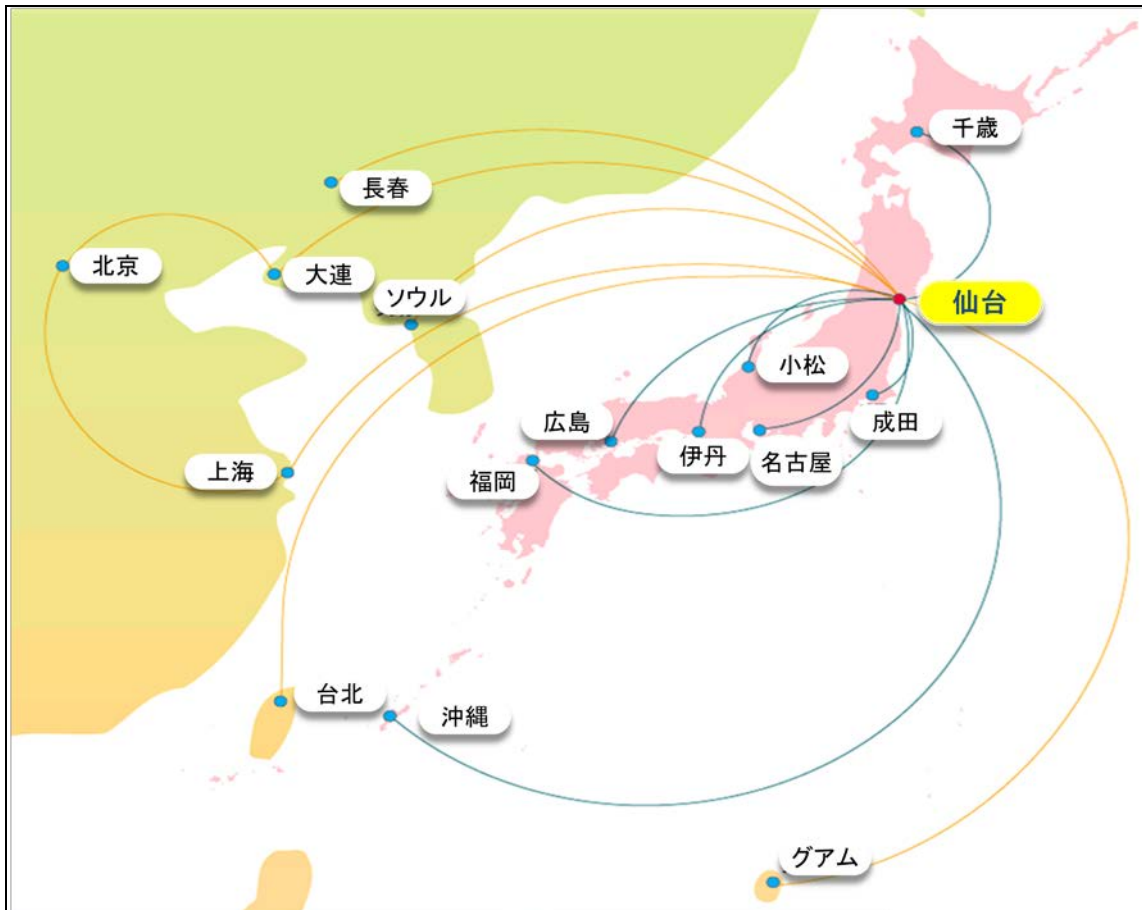 千歳
長春
北京
大連
ソウル
仙台
小松
広島
成田
伊丹
名古屋
上海
福岡
台北
沖縄
グアム